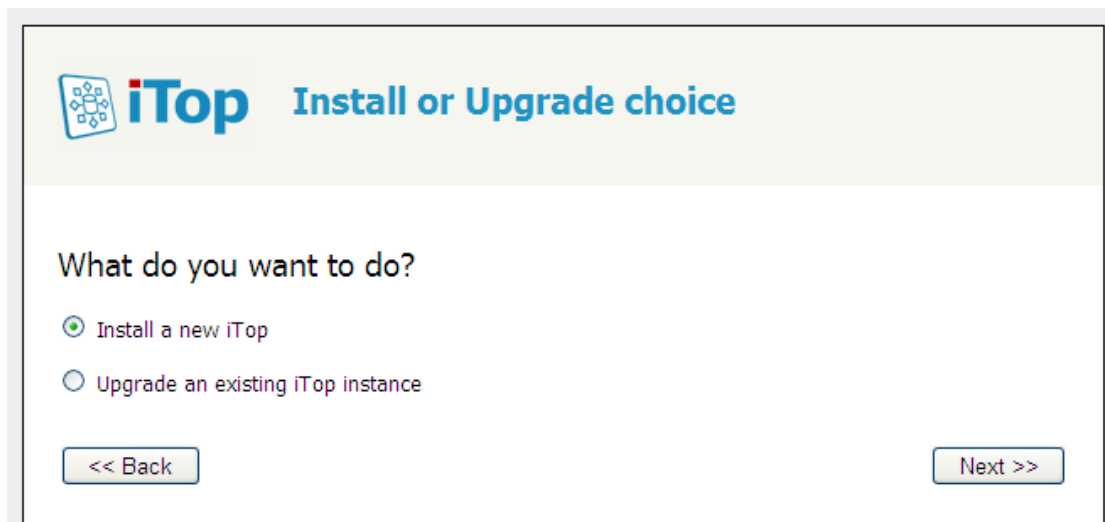 iTop Install or Upgrade choice
What do you want to do?
Install a new iTop
Upgrade an existing iTop instance
<< Back Next >>